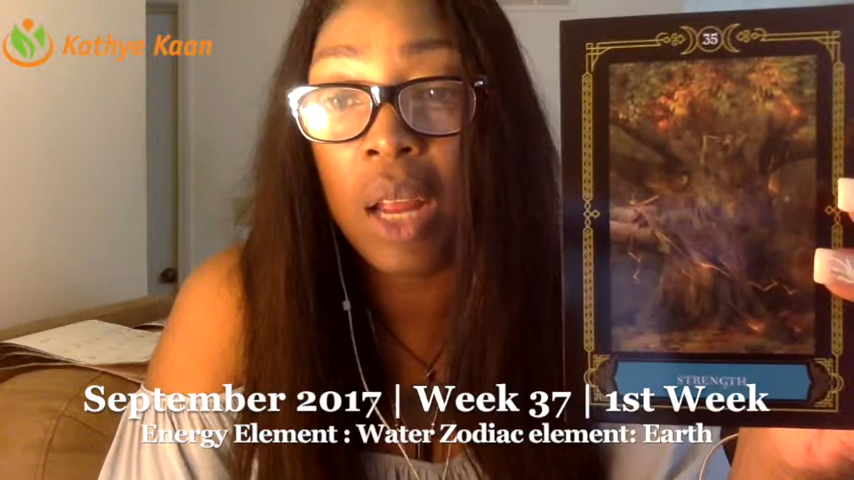 Kathye Kaan
35
STRENGTH
September 2017 | Week 37 | 1st Week
Energy Element : Water Zodiac element: Earth